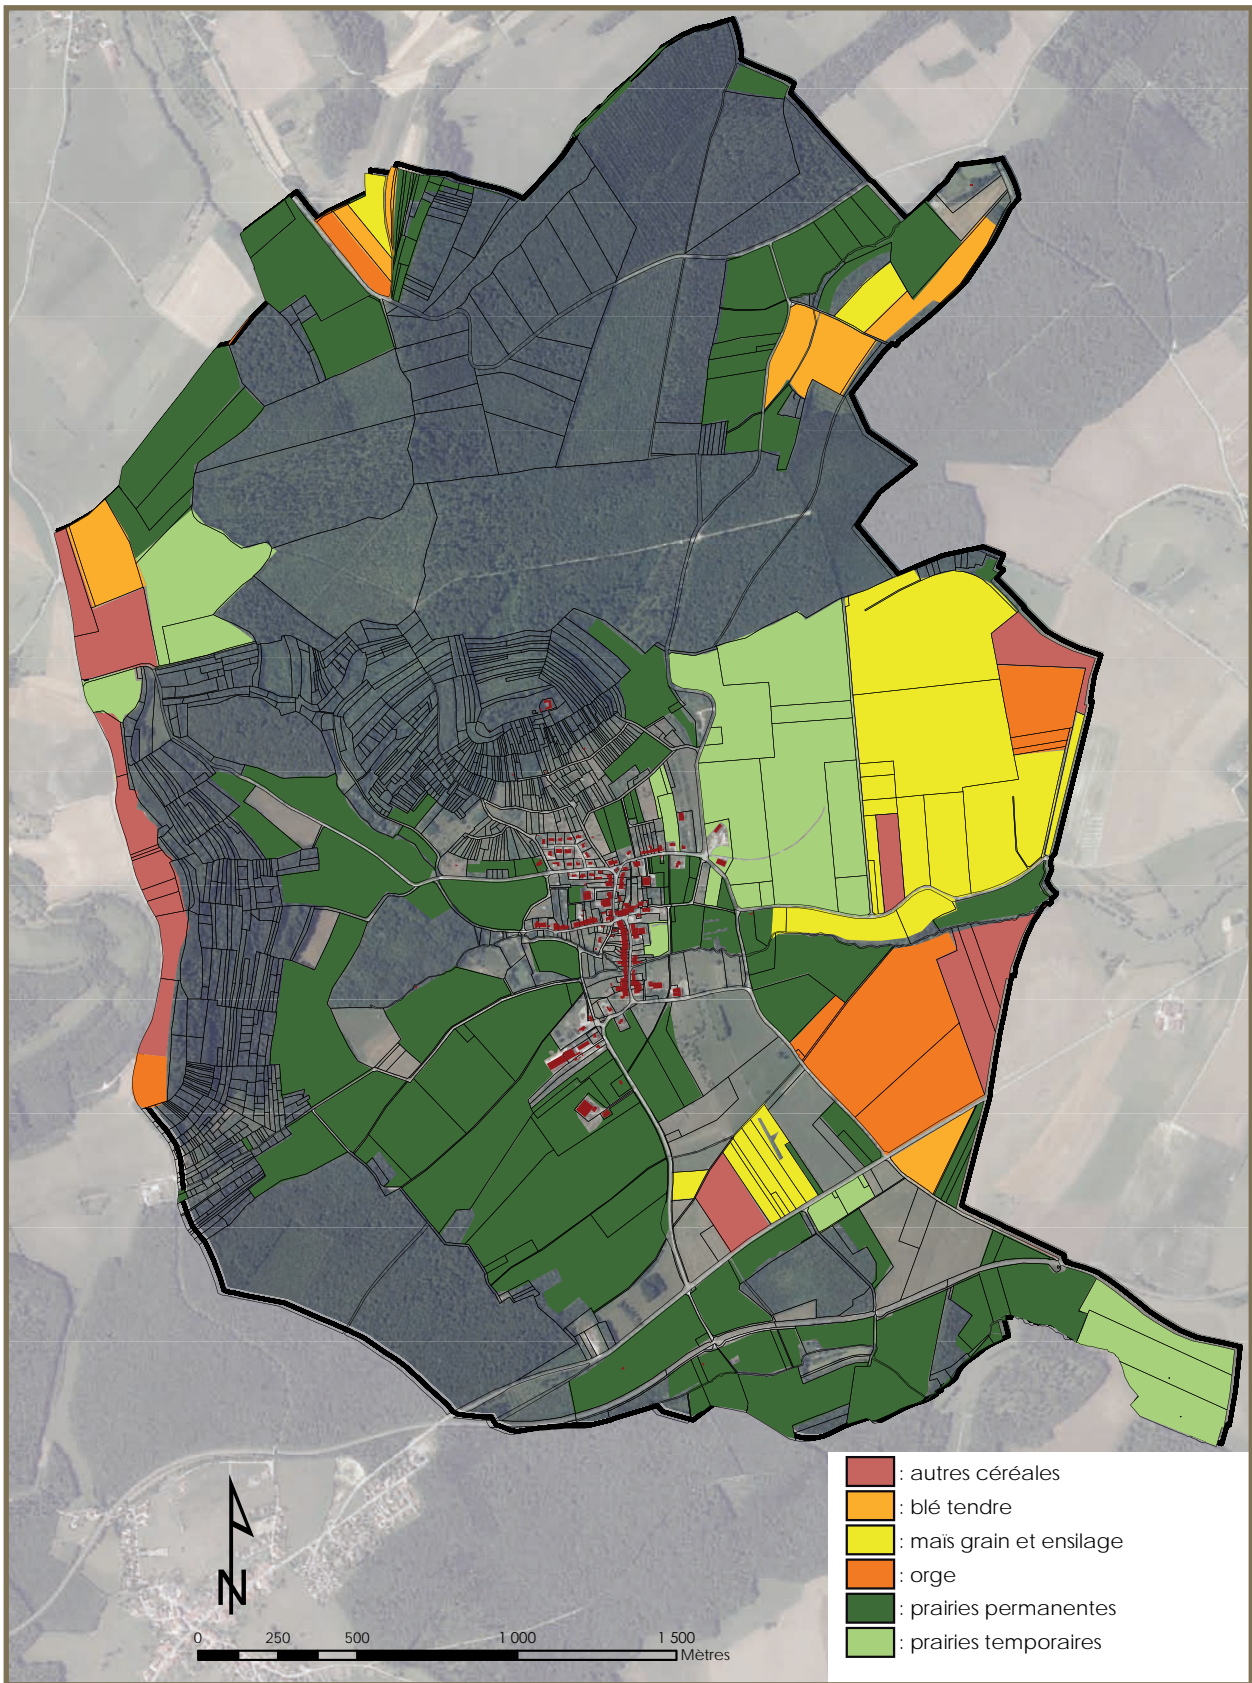 : autres céréales
: blé tendre
: maïs grain et ensilage
: orge
: prairies permanentes
: prairies temporaires
N
0 250 500 1 000 1 500
Mètres